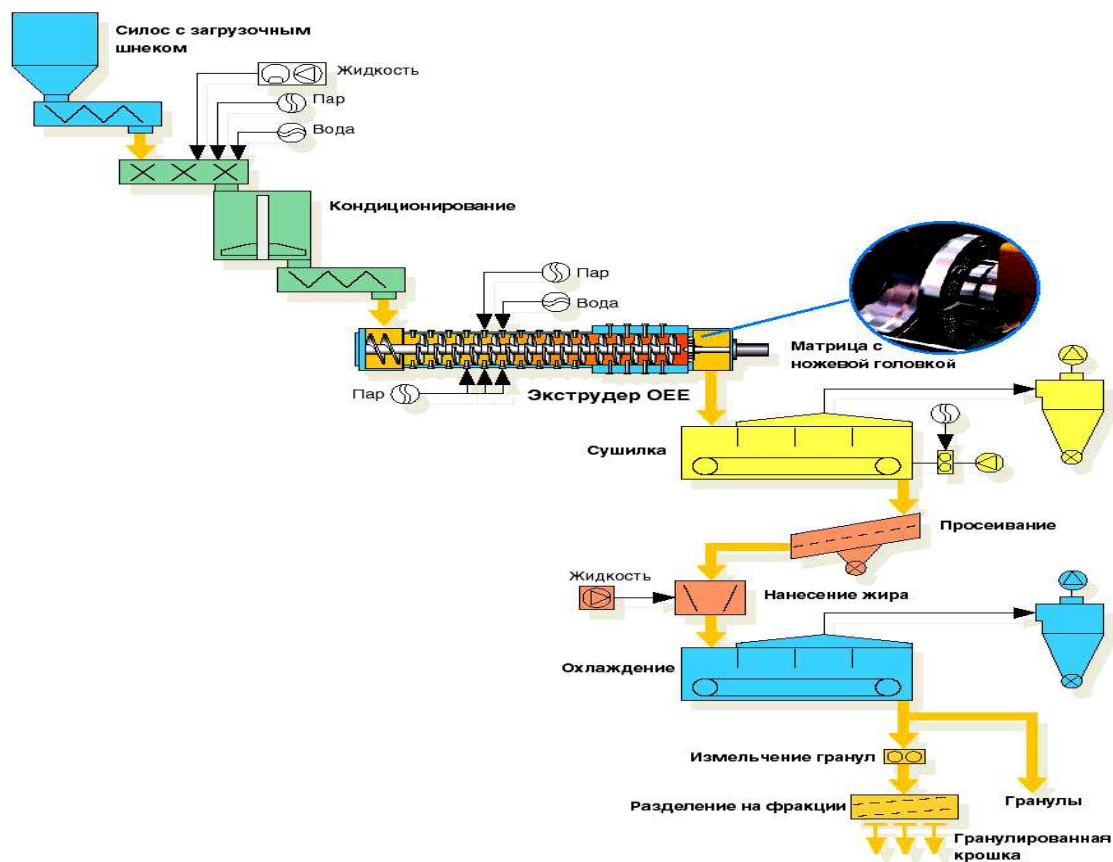 Силос с загрузочным
шнеком
Жидкость
Пар
Вода
Кондиционирование
Пар
Вода
Матрица с
ножевой головкой
Пар
Экструдер OEE
Сушилка
Просеивание
Жидкость
Нанесение жира
Охлаждение
Измельчение гранул
Разделение на фракции
Гранулы
Гранулированная
крошка